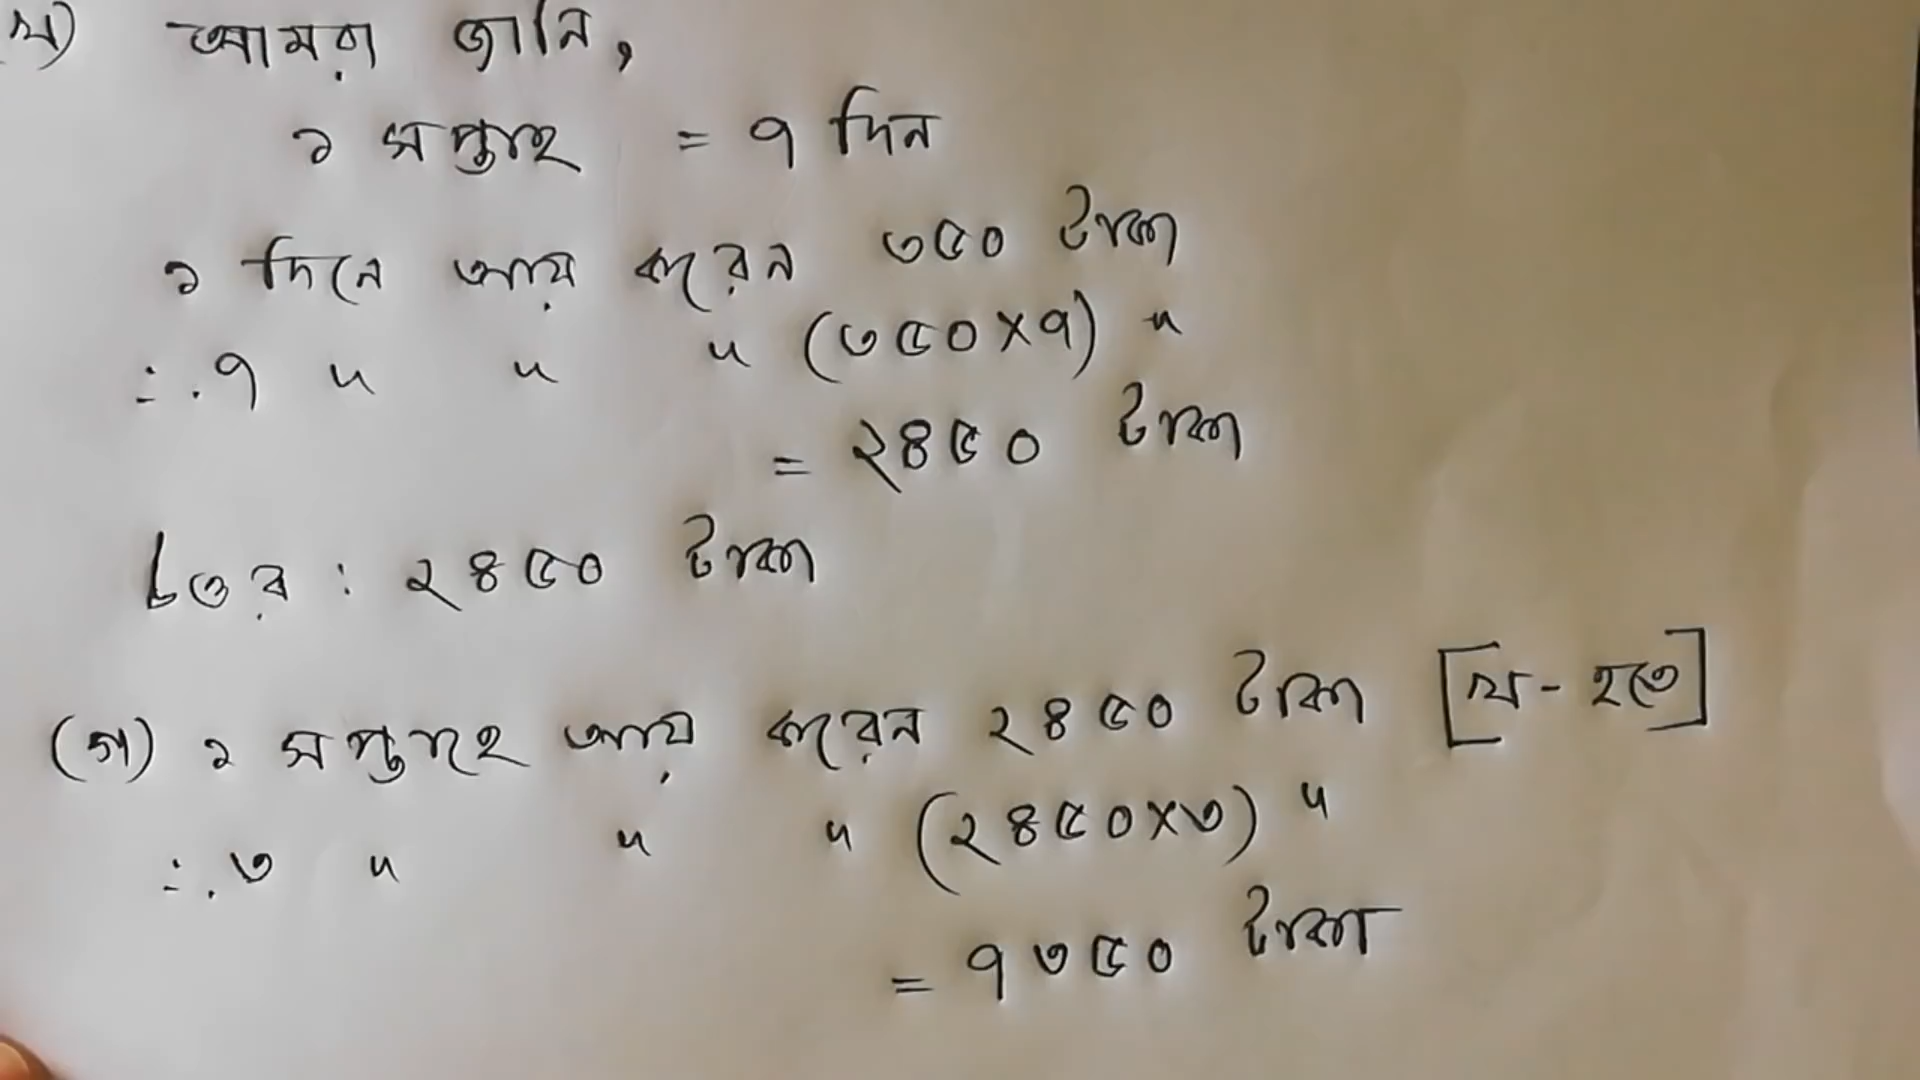 খ) আমরা জানি,
১ সপ্তাহ = ৭ দিন
১ দিনে আয় করেন ৩৫০ টাকা
∴ ৭ " " " (৩৫০×৭) "
= ২৪৫০ টাকা
উত্তর : ২৪৫০ টাকা
(গ) ১ সপ্তাহে আয় করেন ২৪৫০ টাকা [খ - হতে]
∴ ৩ " " " (২৪৫০×৩) "
= ৭৩৫০ টাকা